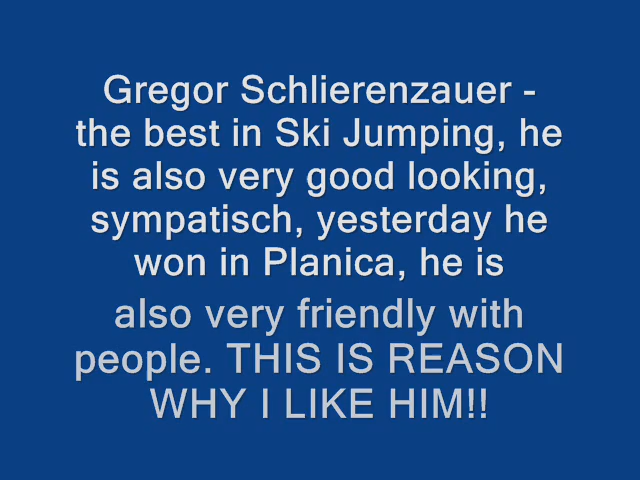 Gregor Schlierenzauer -
the best in Ski Jumping, he
is also very good looking,
sympatisch, yesterday he
won in Planica, he is
also very friendly with
people. THIS IS REASON
WHY I LIKE HIM!!